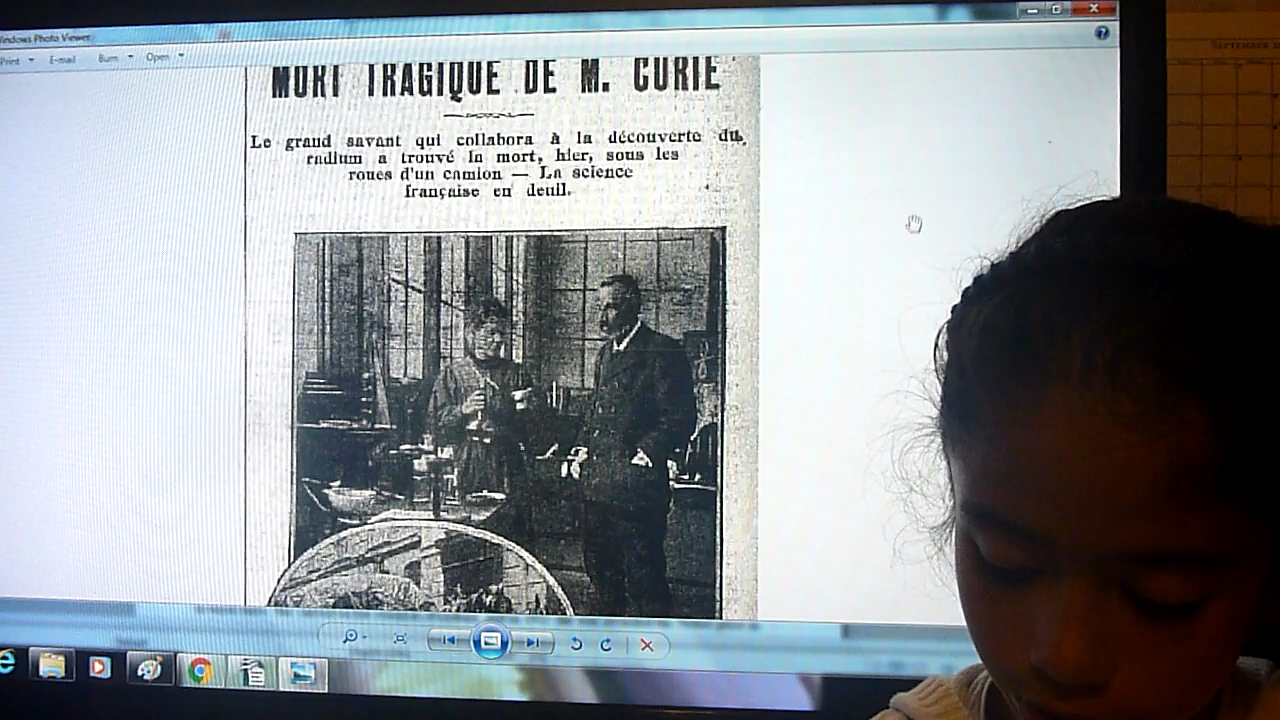 Windows Photo Viewer
Print E-mail Burn Open
SEPTEMBER
MORT TRAGIQUE DE M. CURIE
Le grand savant qui collabora à la découverte du
radium a trouvé la mort, hier, sous les
roues d'un camion — La science
française en deuil.